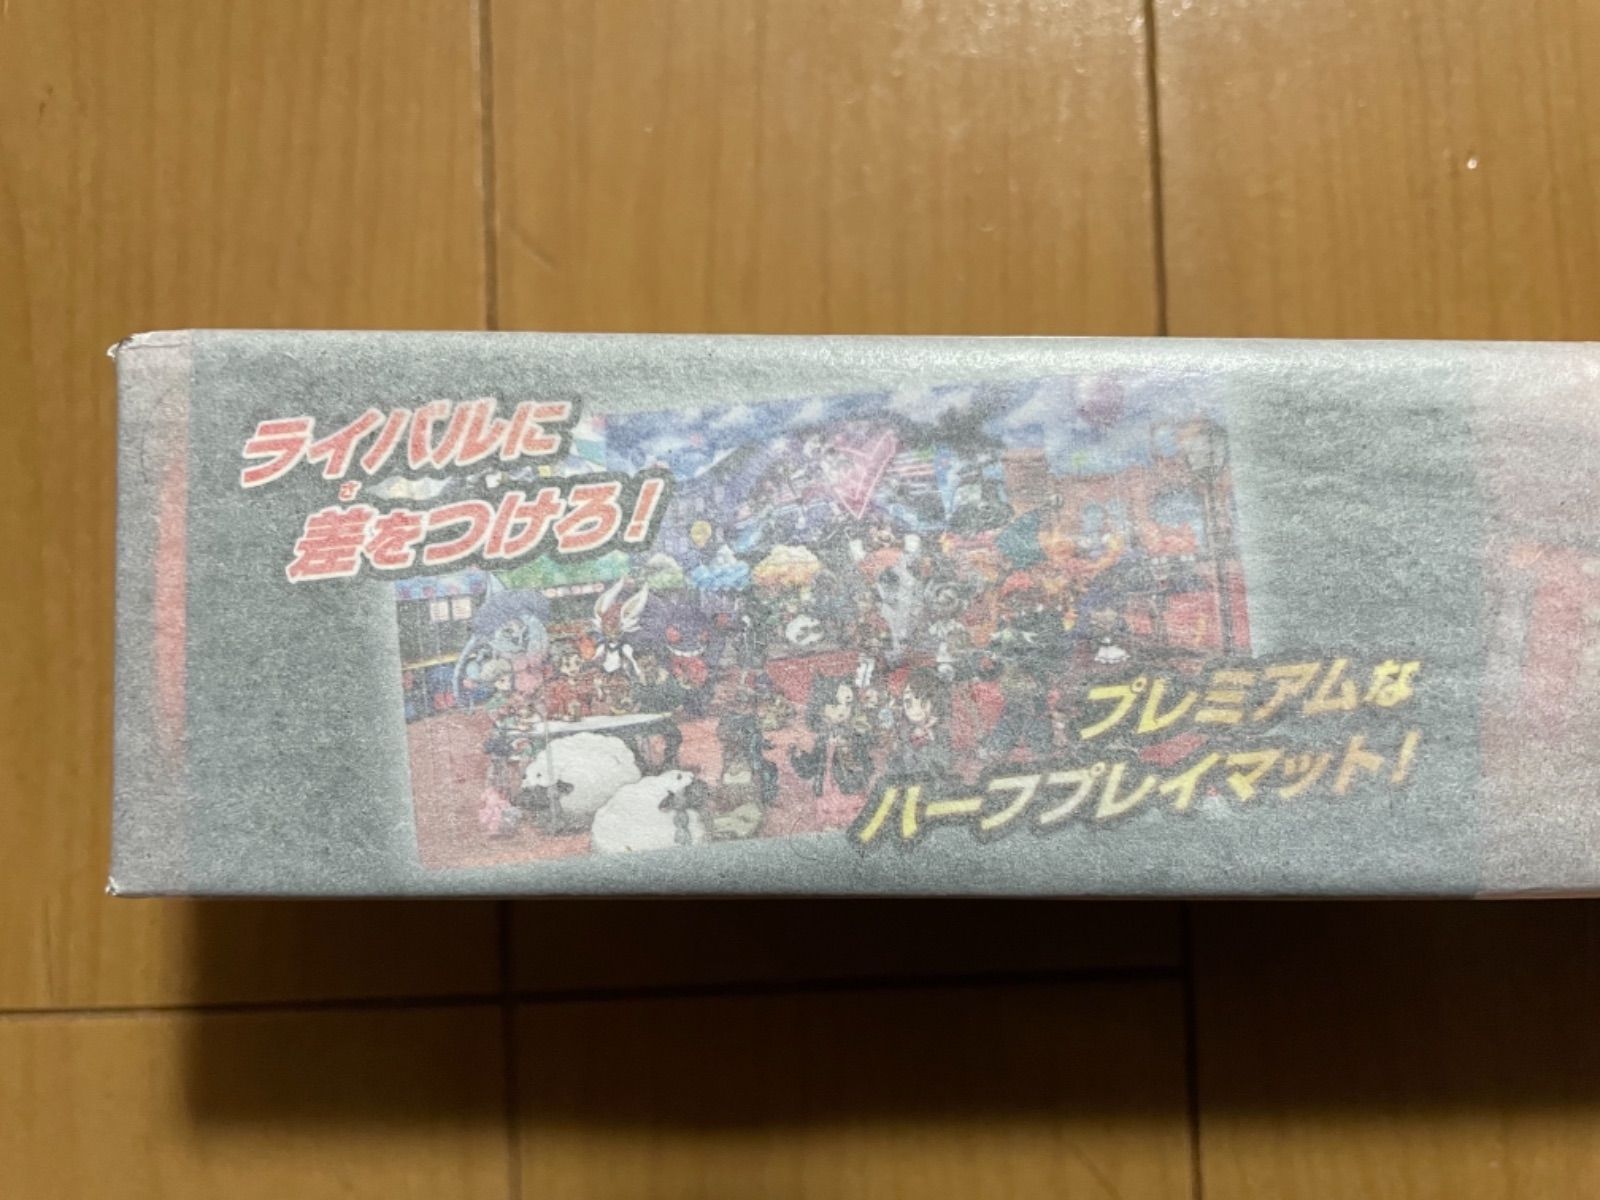 ライバルに
さ
差をつけろ!
プレミアムな
ハーフプレイマット!